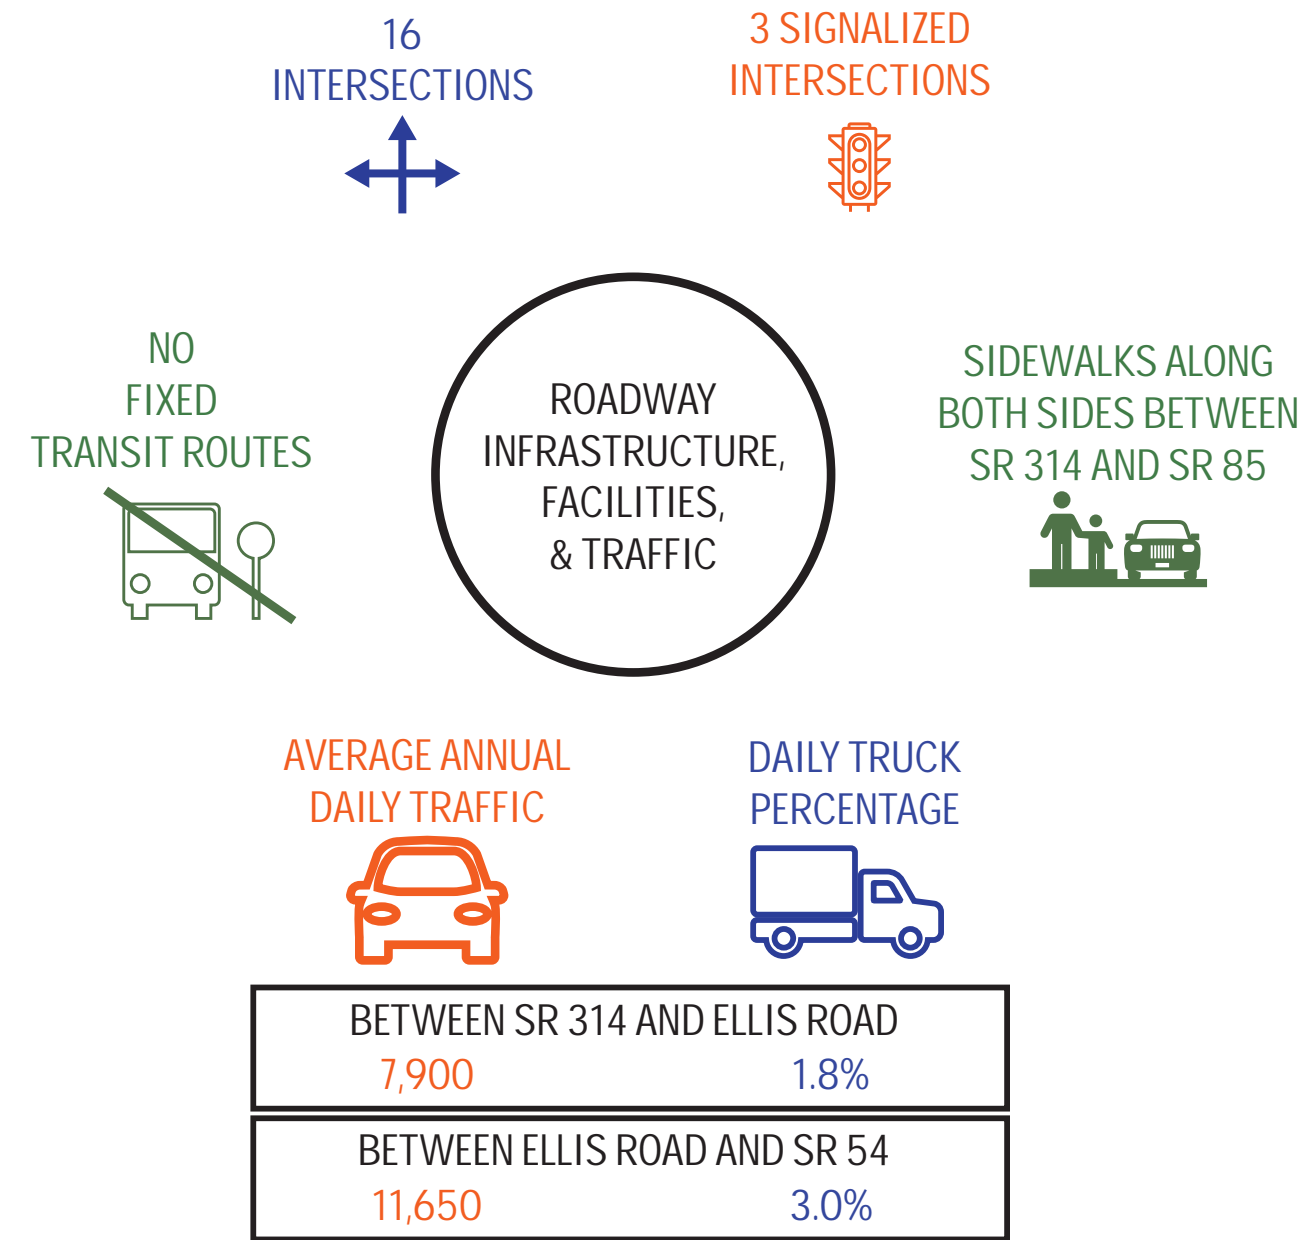 16
INTERSECTIONS
3 SIGNALIZED
INTERSECTIONS
NO
FIXED
TRANSIT ROUTES
ROADWAY
INFRASTRUCTURE,
FACILITIES,
& TRAFFIC
SIDEWALKS ALONG
BOTH SIDES BETWEEN
SR 314 AND SR 85
AVERAGE ANNUAL
DAILY TRAFFIC
DAILY TRUCK
PERCENTAGE
BETWEEN SR 314 AND ELLIS ROAD
7,900 1.8%
BETWEEN ELLIS ROAD AND SR 54
11,650 3.0%